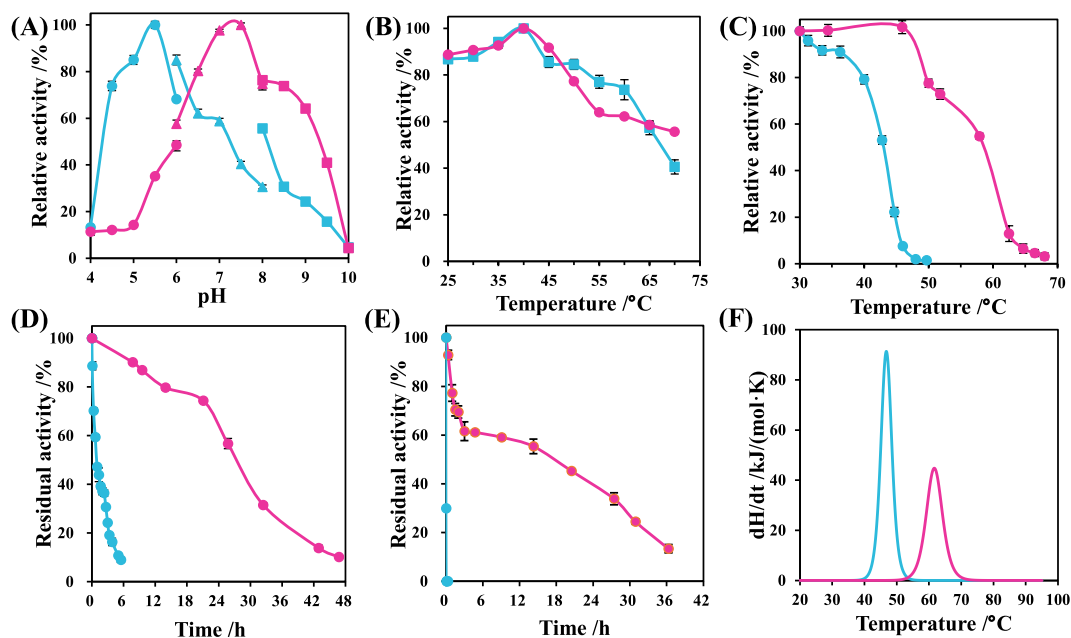 (A)
Relative activity /%
100
80
60
40
20
0
4 5 6 7 8 9 10
pH
(B)
Relative activity /%
100
80
60
40
20
0
25 35 45 55 65 75
Temperature /°C
(C)
Relative activity /%
100
80
60
40
20
0
30 40 50 60 70
Temperature /°C
(D)
Residual activity /%
100
80
60
40
20
0
0 6 12 18 24 30 36 42 48
Time /h
(E)
Residual activity /%
100
80
60
40
20
0
0 6 12 18 24 30 36 42
Time /h
(F)
dH/dt /kJ/(mol·K)
100
80
60
40
20
0
20 30 40 50 60 70 80 90 100
Temperature /°C